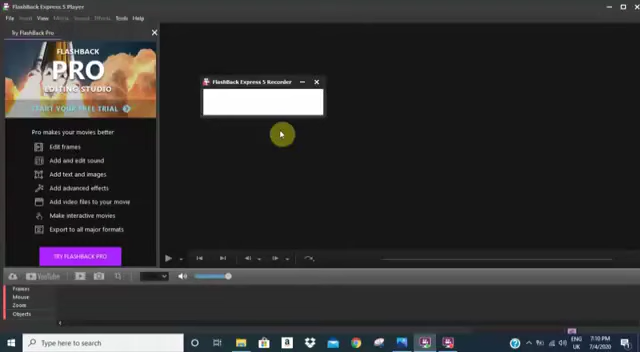 FlashBack Express 5 Player
File
View
Effects
Tools
Help
Try FlashBack Pro
FLASHBACK
PRO
EDITING STUDIO
START YOUR FREE TRIAL
Pro makes your movies better
Edit frames
Add and edit sound
Add text and images
Add advanced effects
Add video files to your movie
Make interactive movies
Export to all major formats
TRY FLASHBACK PRO
FlashBack Express 5 Recorder
YouTube
Frames
Mouse
Zoom
Objects
Type here to search
ENG
UK
7:10 PM
7/4/2020